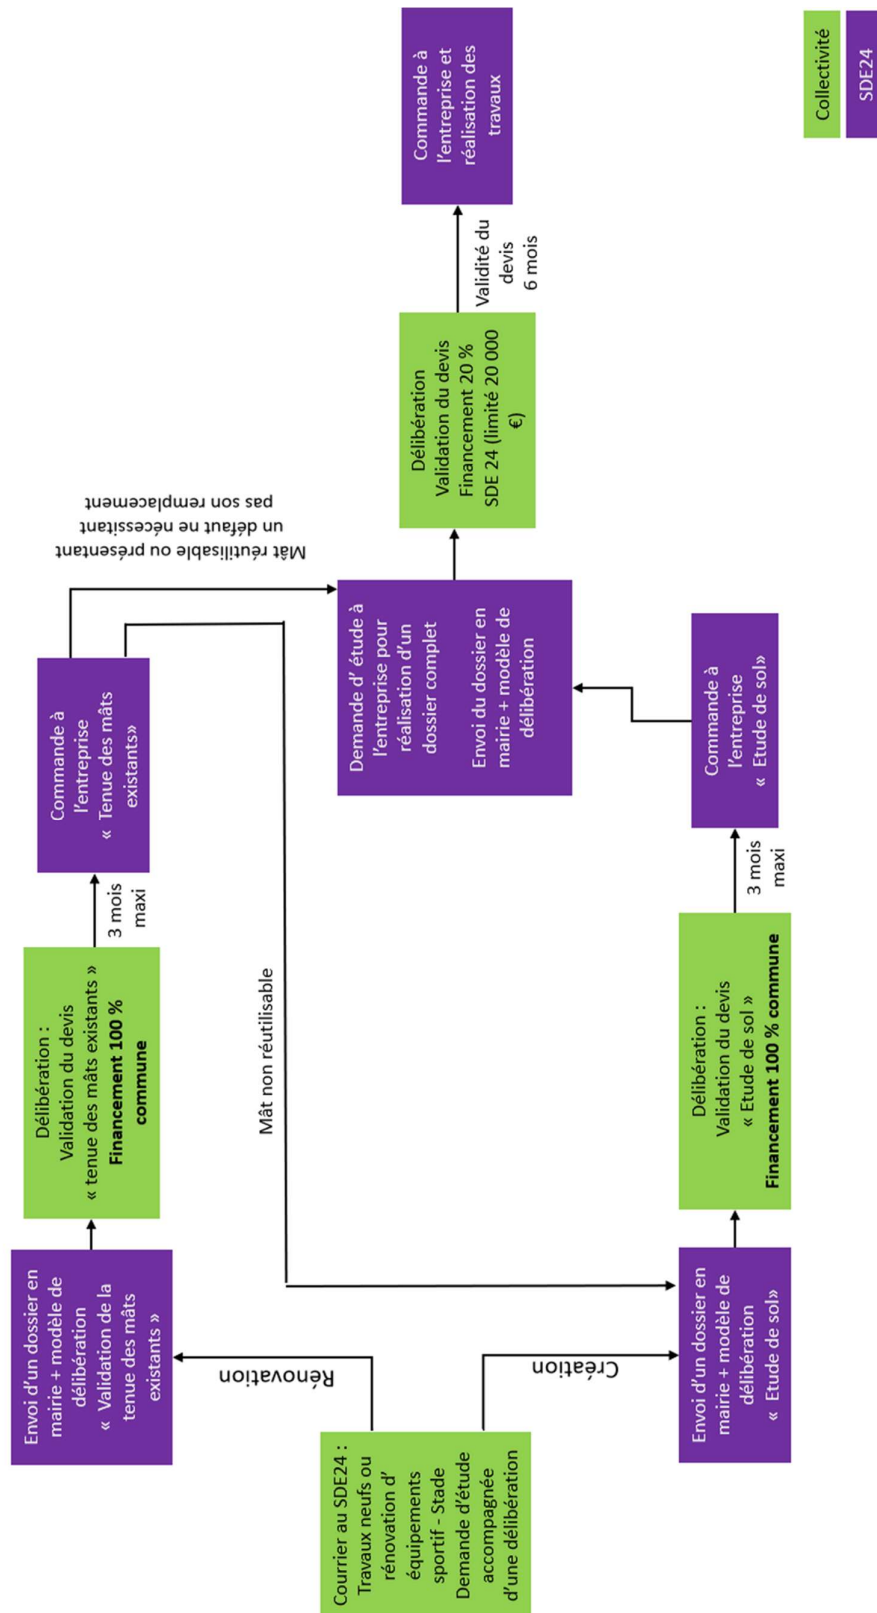 Courrier au SDE24 :
Travaux neufs ou
rénovation d'
équipements
sportif - Stade
Demande d'étude
accompagnée
d'une délibération
Rénovation
Création
Envoi d'un dossier en
mairie + modèle de
délibération
« Validation de la
tenue des mâts
existants »
Délibération :
Validation du devis
« tenue des mâts existants »
Financement 100 %
commune
3 mois
maxi
Commande à
l'entreprise
« Tenue des mâts
existants»
Mât réutilisable ou présentant
un défaut ne nécessitant
pas son remplacement
Mât non réutilisable
Envoi d'un dossier en
mairie + modèle de
délibération
« Etude de sol»
Délibération :
Validation du devis
« Etude de sol »
Financement 100 % commune
3 mois
maxi
Commande à
l'entreprise
« Etude de sol»
Demande d' étude à
l'entreprise pour
réalisation d'un
dossier complet
Envoi du dossier en
mairie + modèle de
délibération
Délibération
Validation du devis
Financement 20 %
SDE 24 (limité 20 000
€)
Validité du
devis
6 mois
Commande à
l'entreprise et
réalisation des
travaux
Collectivité
SDE24